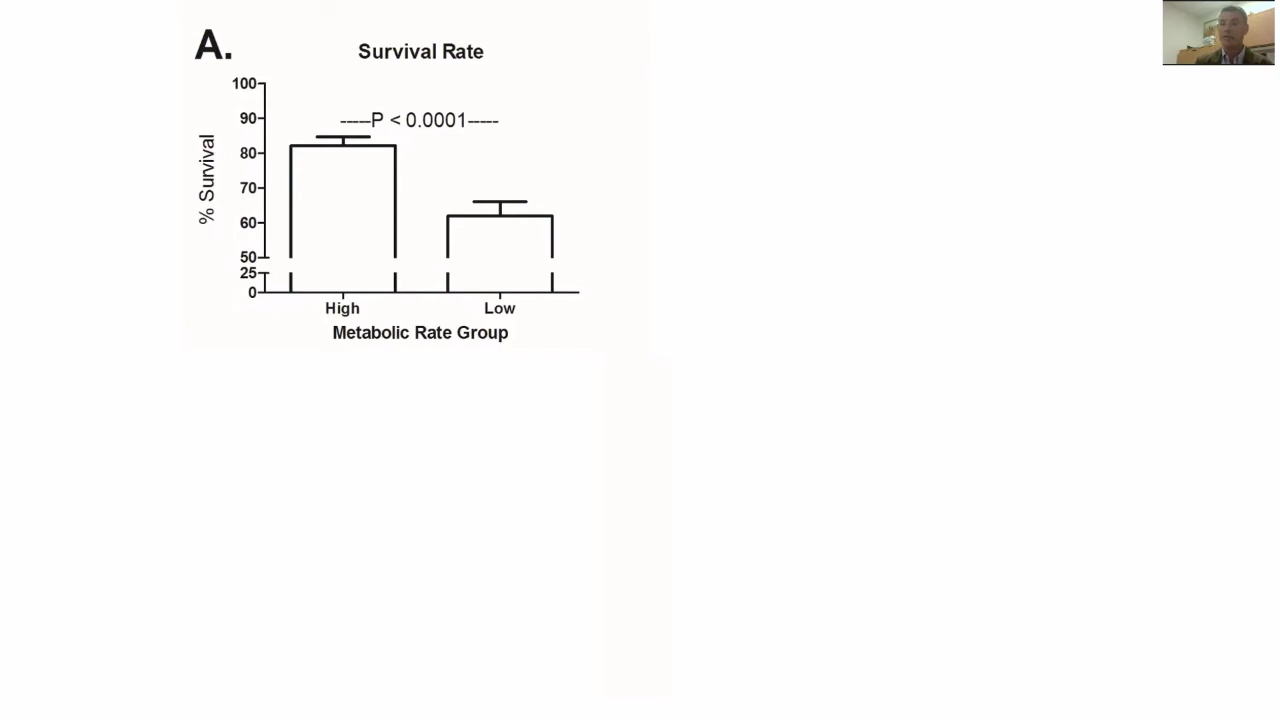 A.
Survival Rate
100
90
-----P < 0.0001-----
80
70
60
50
25
0
% Survival
High Low
Metabolic Rate Group